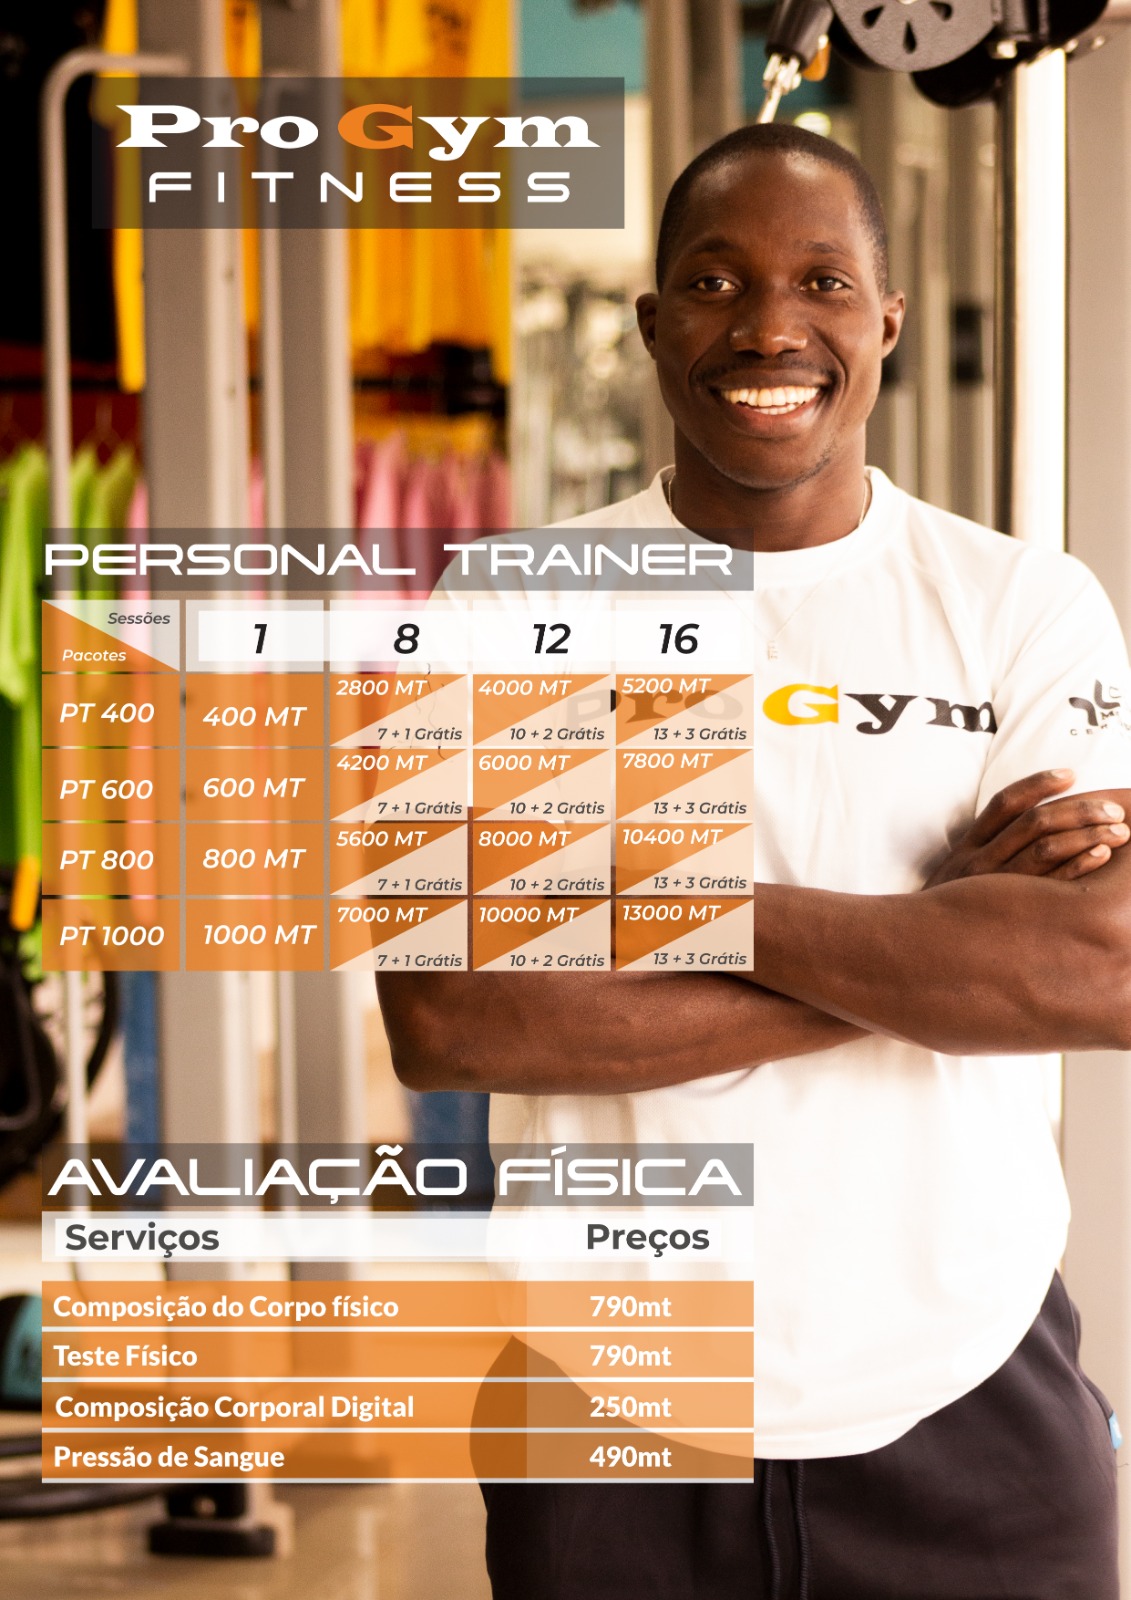 Pro Gym
FITNESS
PERSONAL TRAINER
Sessões
Pacotes
1 8 12 16
PT 400 400 MT 2800 MT 7 + 1 Grátis 4000 MT 10 + 2 Grátis 5200 MT 13 + 3 Grátis
PT 600 600 MT 4200 MT 7 + 1 Grátis 6000 MT 10 + 2 Grátis 7800 MT 13 + 3 Grátis
PT 800 800 MT 5600 MT 7 + 1 Grátis 8000 MT 10 + 2 Grátis 10400 MT 13 + 3 Grátis
PT 1000 1000 MT 7000 MT 7 + 1 Grátis 10000 MT 10 + 2 Grátis 13000 MT 13 + 3 Grátis
Pro Gym
AVALIAÇÃO FÍSICA
Serviços Preços
Composição do Corpo físico 790mt
Teste Físico 790mt
Composição Corporal Digital 250mt
Pressão de Sangue 490mt